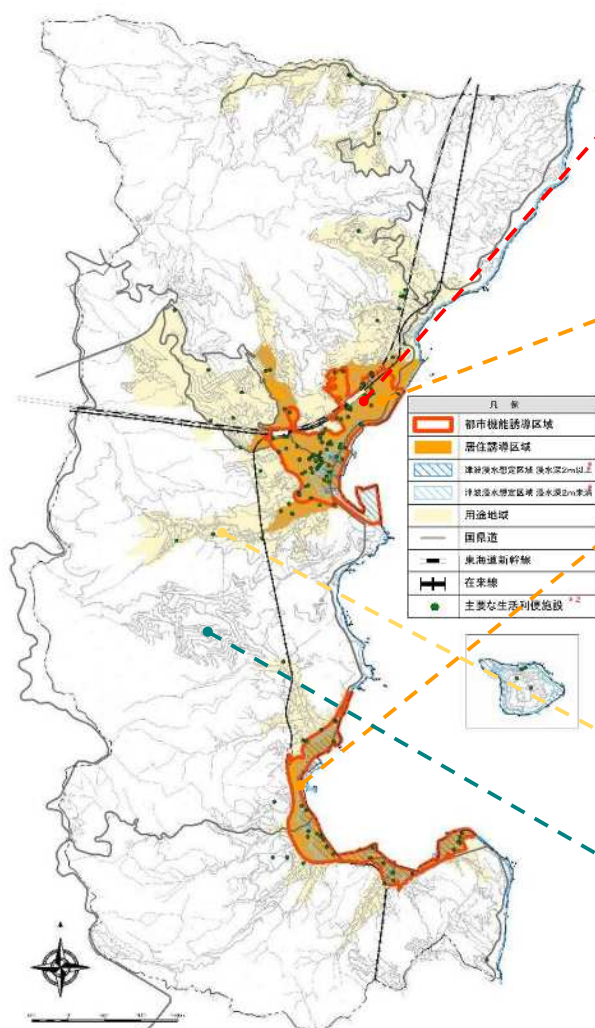 凡 例
都市機能誘導区域
居住誘導区域
津波浸水想定区域 浸水深2m以上
津波浸水想定区域 浸水深2m未満
用途地域
国県道
東海道新幹線
在来線
主要な生活利便施設 *2